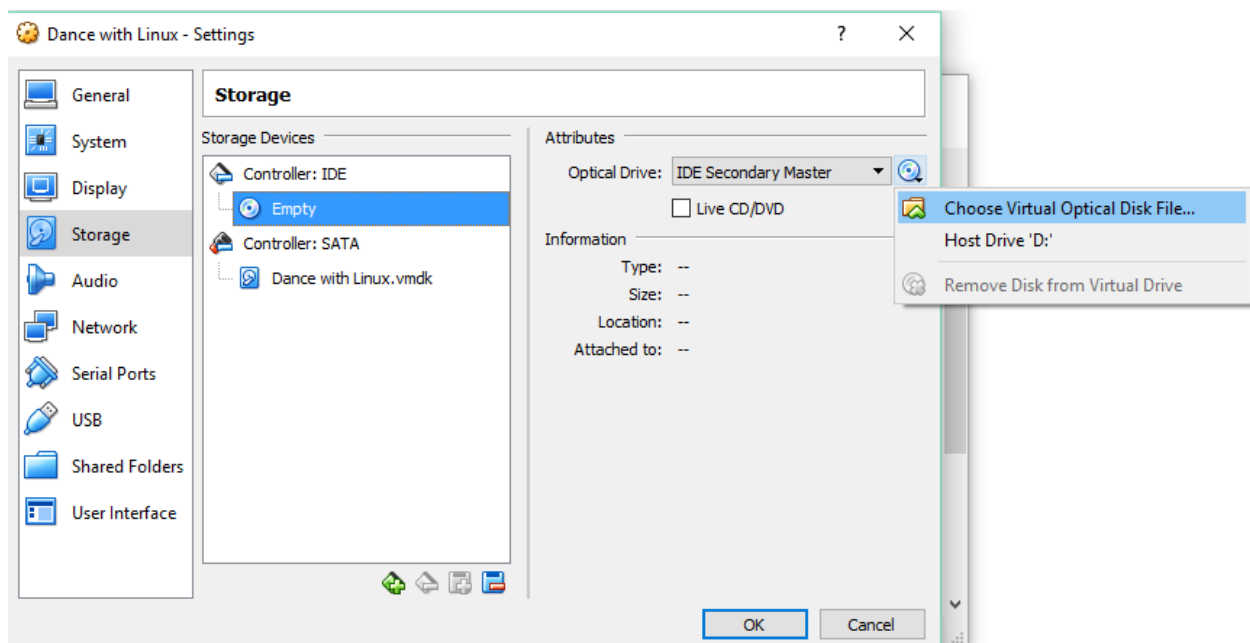 Dance with Linux - Settings
?
General
System
Display
Storage
Audio
Network
Serial Ports
USB
Shared Folders
User Interface
Storage
Storage Devices
Controller: IDE
Empty
Controller: SATA
Dance with Linux.vmdk
Attributes
Optical Drive: IDE Secondary Master
Live CD/DVD
Information
Type: --
Size: --
Location: --
Attached to: --
Choose Virtual Optical Disk File...
Host Drive 'D:'
Remove Disk from Virtual Drive
OK
Cancel